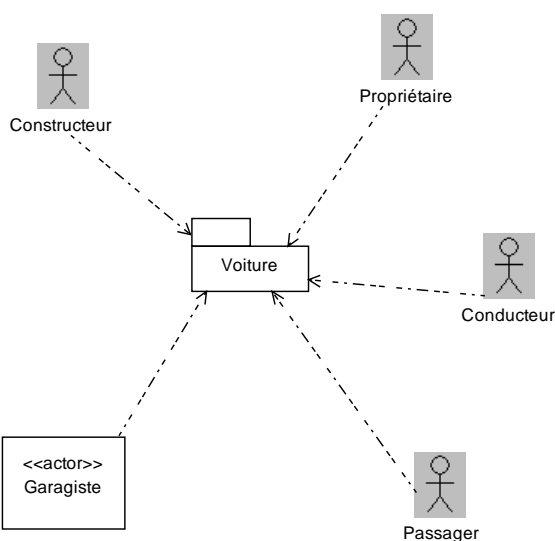 Propriétaire
Constructeur
Voiture
Conducteur
<<actor>>
Garagiste
Passager